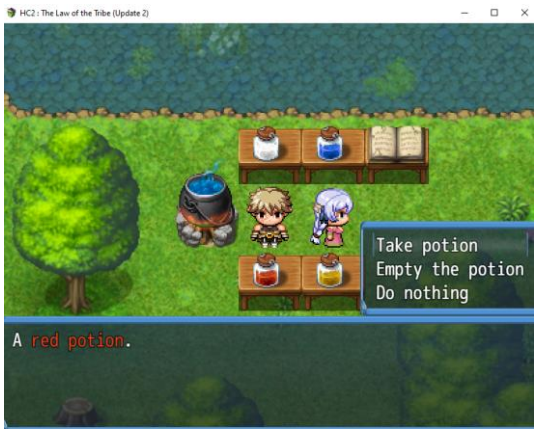 HC2 : The Law of the Tribe (Update 2)
Take potion
Empty the potion
Do nothing
A red potion.